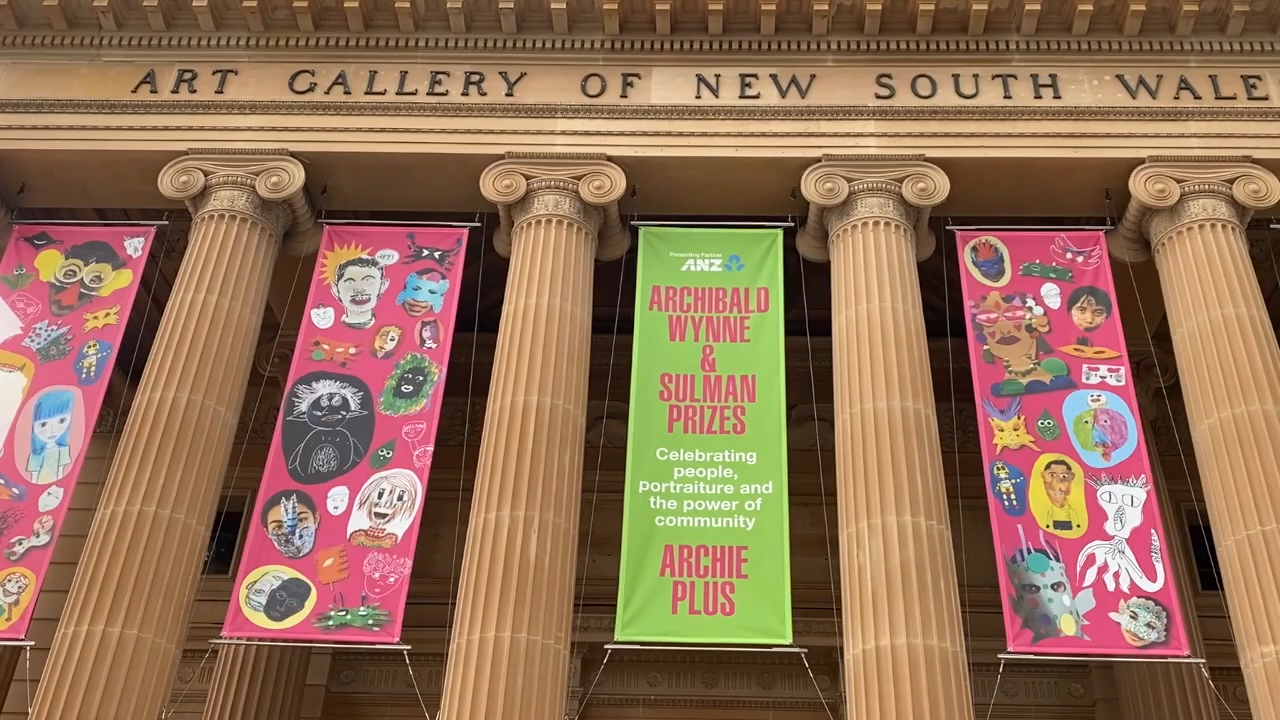 ART GALLERY OF NEW SOUTH WALE
HEY!
Presenting Partner
ANZ
ARCHIBALD
WYNNE
&
SULMAN
PRIZES
Celebrating
people,
portraiture and
the power of
community
ARCHIE
PLUS